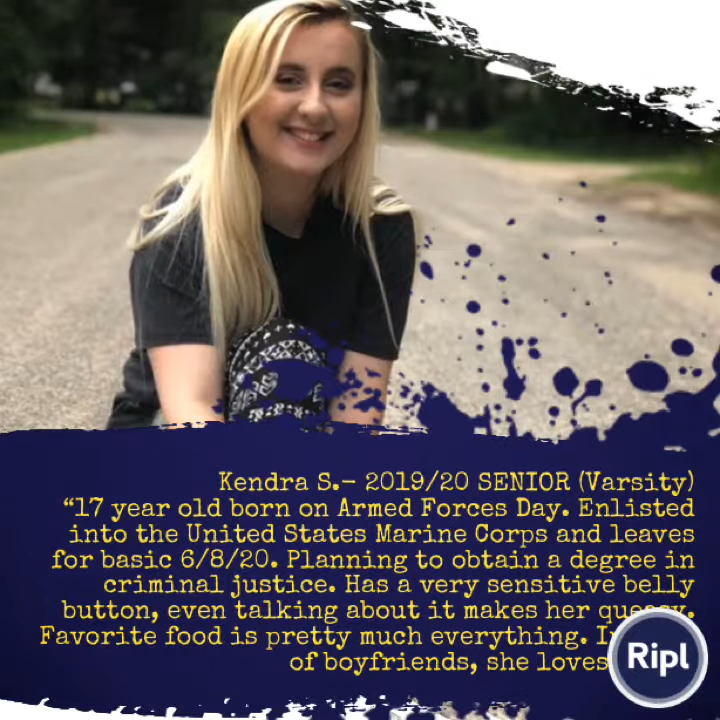 Kendra S.- 2019/20 SENIOR (Varsity)
“17 year old born on Armed Forces Day. Enlisted
into the United States Marine Corps and leaves
for basic 6/8/20. Planning to obtain a degree in
criminal justice. Has a very sensitive belly
button, even talking about it makes her queasy.
Favorite food is pretty much everything.
of boyfriends, she loves
Ripl